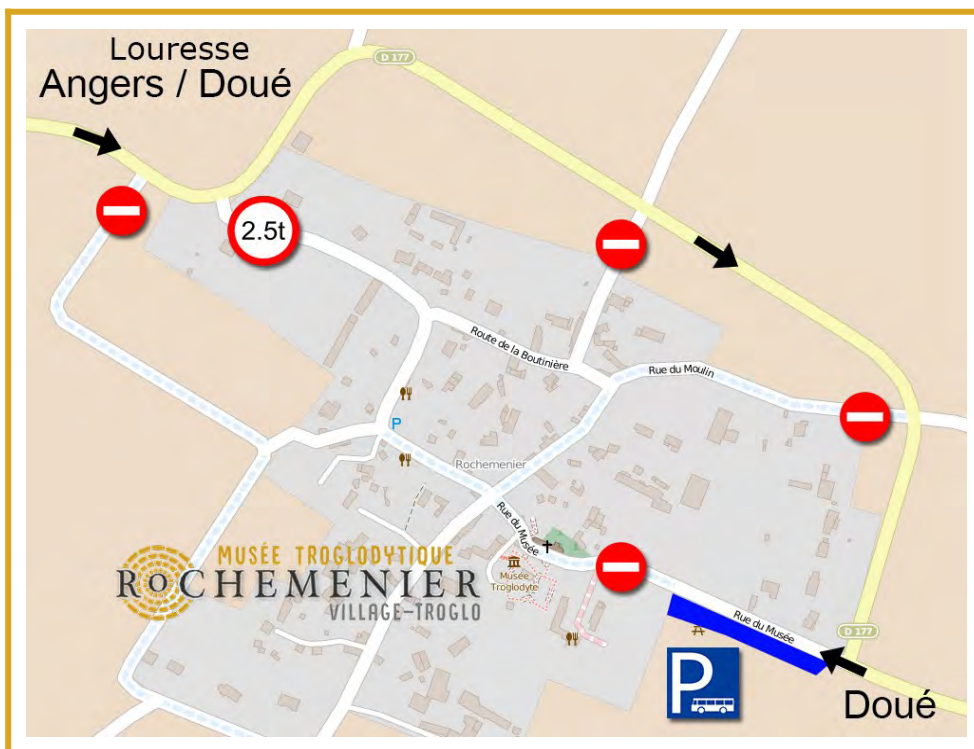 Louresse
Angers / Doué
D 177
2.5t
Route de la Boutinière
Rue du Moulin
P
Rochemenier
Rue du Musée
MUSÉE TROGLODYTIQUE
ROCHEMENIER
VILLAGE-TROGLO
Musée
Troglodyte
Rue du Musée
D 177
P
Doué